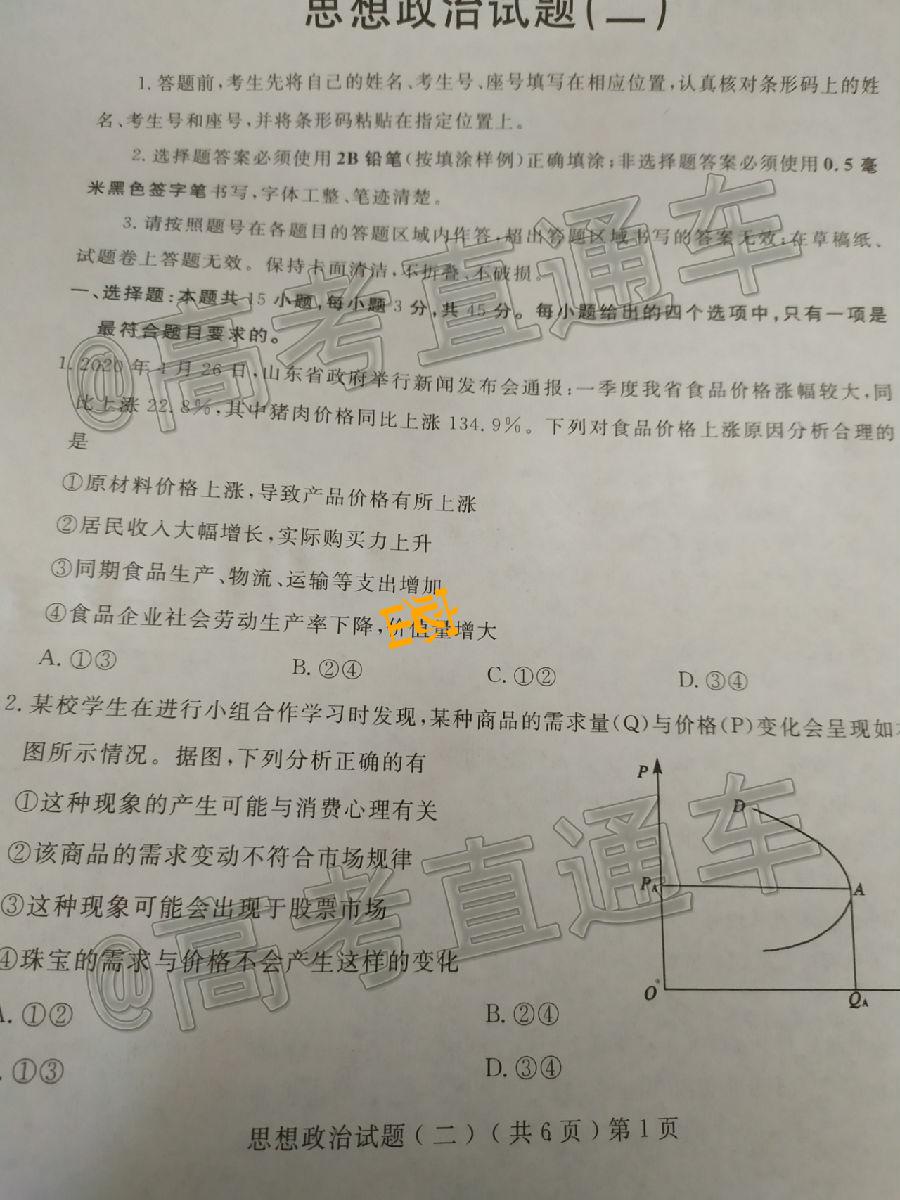 思想政治试题(二)
1.答题前,考生先将自己的姓名、考生号、座号填写在相应位置,认真核对条形码上的姓
名、考生号和座号,并将条形码粘贴在指定位置上。
2.选择题答案必须使用2B铅笔(按填涂样例)正确填涂;非选择题答案必须使用0.5毫
米黑色签字笔书写,字体工整、笔迹清楚。
3.请按照题号在各题目的答题区域内作答,超出答题区域书写的答案无效;在草稿纸、
试题卷上答题无效。保持卡面清洁,不折叠、不破损。
一、选择题:本题共15小题,每小题3分,共45分。每小题给出的四个选项中,只有一项是
最符合题目要求的。
1.2020年4月26日,山东省政府举行新闻发布会通报:一季度我省食品价格涨幅较大,同
比上涨22.8%,其中猪肉价格同比上涨134.9%。下列对食品价格上涨原因分析合理的
是
①原材料价格上涨,导致产品价格有所上涨
②居民收入大幅增长,实际购买力上升
③同期食品生产、物流、运输等支出增加
④食品企业社会劳动生产率下降,价值量增大
A.①③ B.②④ C.①② D.③④
2.某校学生在进行小组合作学习时发现,某种商品的需求量(Q)与价格(P)变化会呈现如
图所示情况。据图,下列分析正确的有
①这种现象的产生可能与消费心理有关
②该商品的需求变动不符合市场规律
③这种现象可能会出现于股票市场
④珠宝的需求与价格不会产生这样的变化
A.①② B.②④
①③ D.③④
P
D
PA
A
O
QA
思想政治试题(二)(共6页)第1页
@高考直通车
@高考直通车